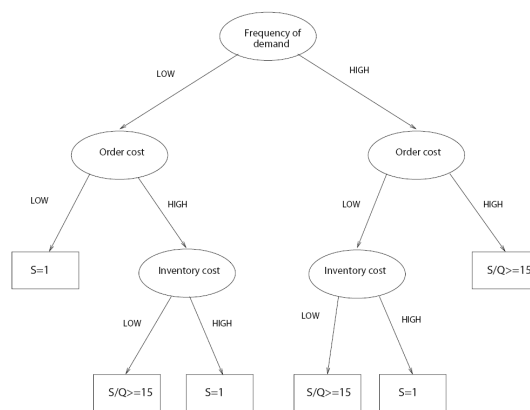 Frequency of
demand
LOW
HIGH
Order cost
Order cost
LOW
HIGH
LOW
HIGH
S=1
Inventory cost
Inventory cost
S/Q>=15
LOW
HIGH
LOW
HIGH
S/Q>=15
S=1
S/Q>=15
S=1